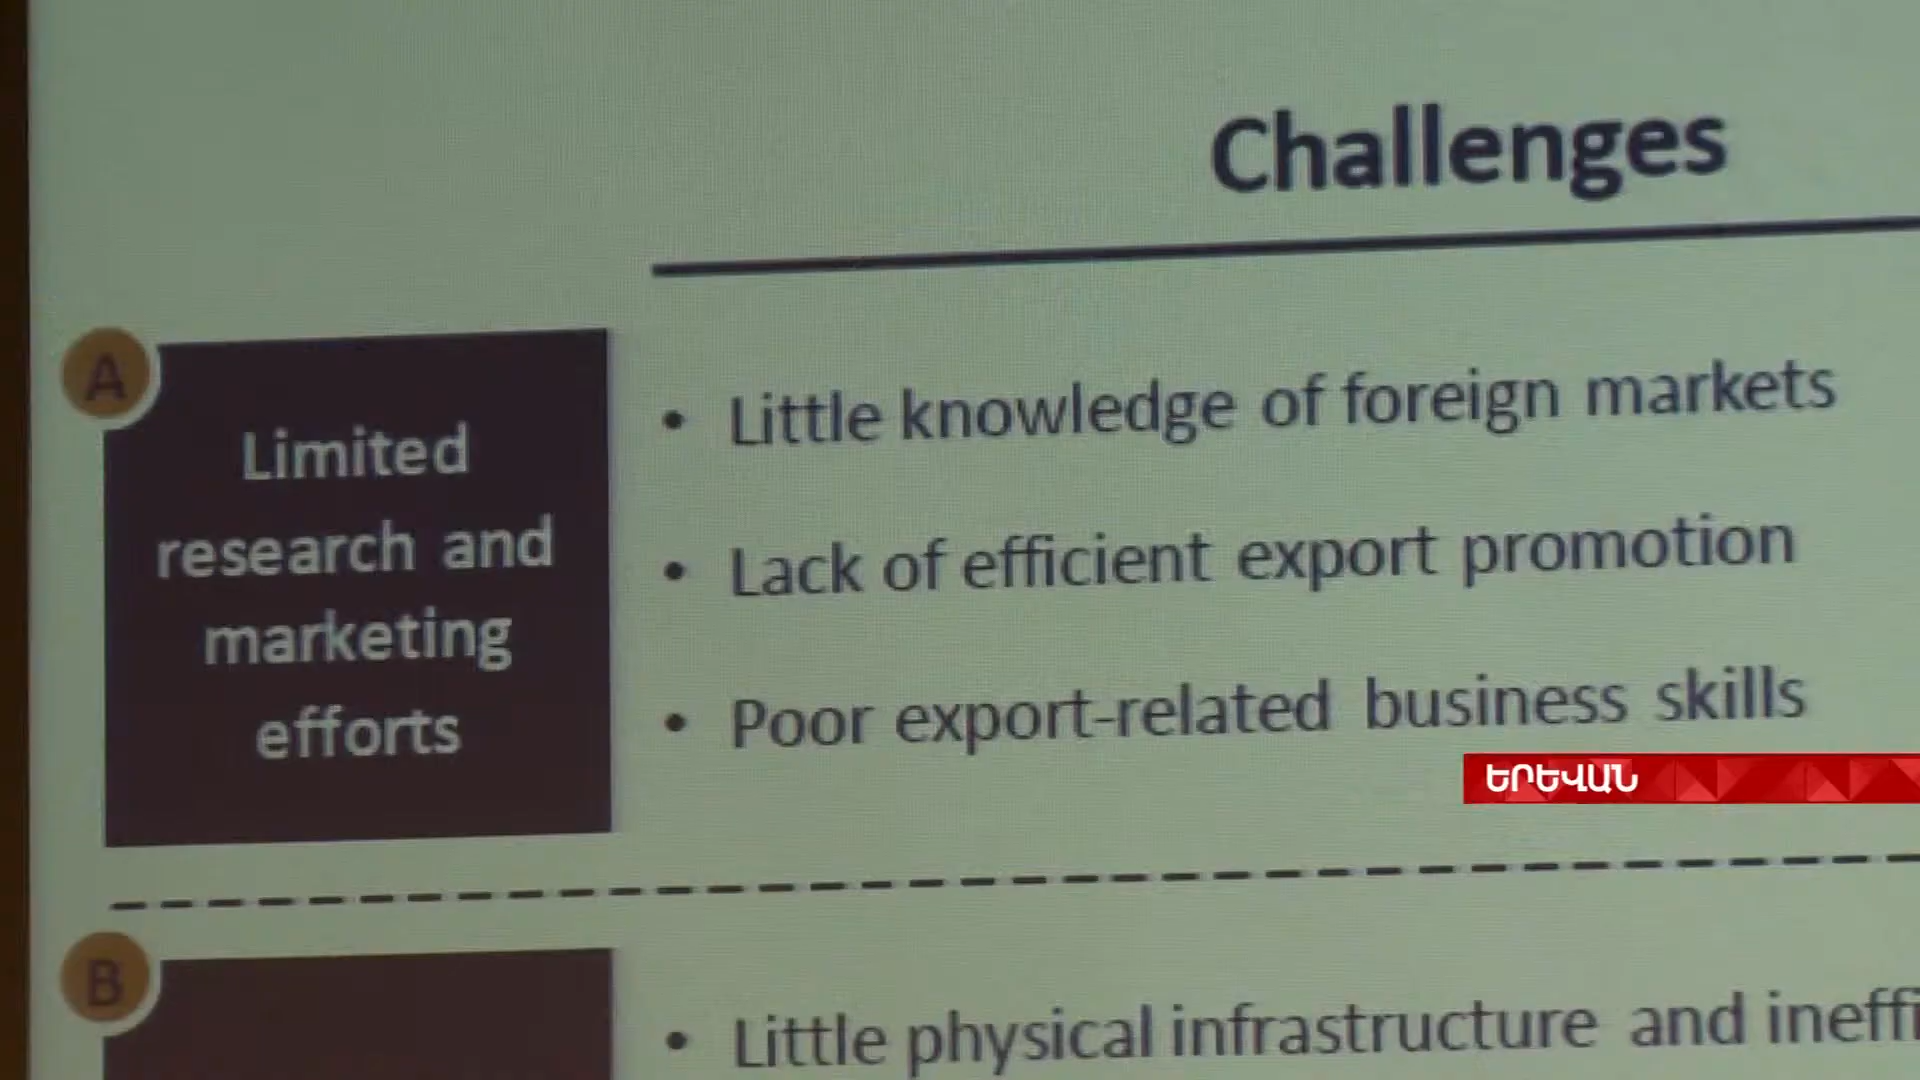 Challenges
A
Limited
research and
marketing
efforts
• Little knowledge of foreign markets
• Lack of efficient export promotion
• Poor export-related business skills
ԵՐԵՎԱՆ
B
• Little physical infrastructure and